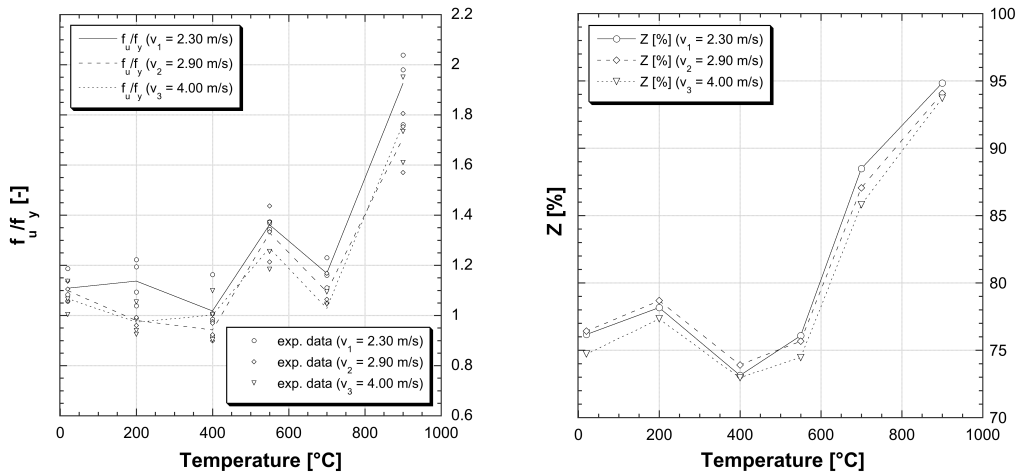 f_u/f_y (v_1 = 2.30 m/s)
f_u/f_y (v_2 = 2.90 m/s)
f_u/f_y (v_3 = 4.00 m/s)
2.2
2
1.8
1.6
1.4
1.2
1
0.8
0.6
f_u/f_y [-]
exp. data (v_1 = 2.30 m/s)
exp. data (v_2 = 2.90 m/s)
exp. data (v_3 = 4.00 m/s)
0 200 400 600 800 1000
Temperature [°C]
Z [%] (v_1 = 2.30 m/s)
Z [%] (v_2 = 2.90 m/s)
Z [%] (v_3 = 4.00 m/s)
100
95
90
85
80
75
70
Z [%]
0 200 400 600 800 1000
Temperature [°C]